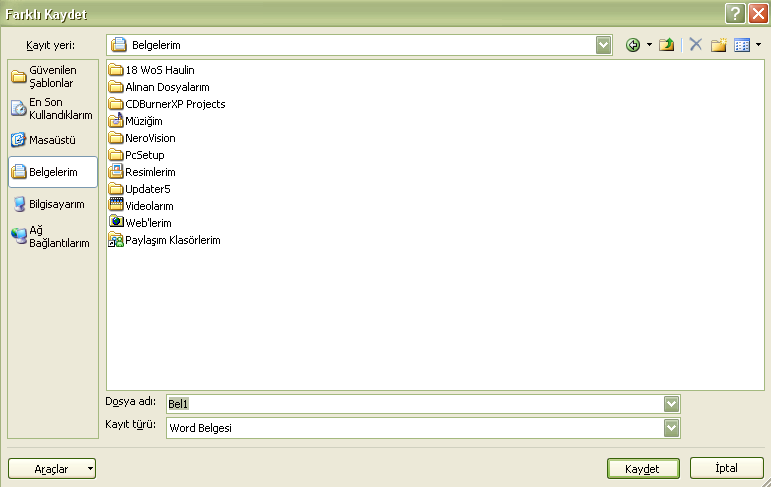 Farklı Kaydet
Kayıt yeri:
Belgelerim
Güvenilen
Şablonlar
En Son
Kullandıklarım
Masaüstü
Belgelerim
Bilgisayarım
Ağ
Bağlantılarım
18 WoS Haulin
Alınan Dosyalarım
CDBurnerXP Projects
Müziğim
NeroVision
PcSetup
Resimlerim
Updater5
Videolarım
Web'lerim
Paylaşım Klasörlerim
Dosya adı:
Bel1
Kayıt türü:
Word Belgesi
Araçlar
Kaydet
İptal